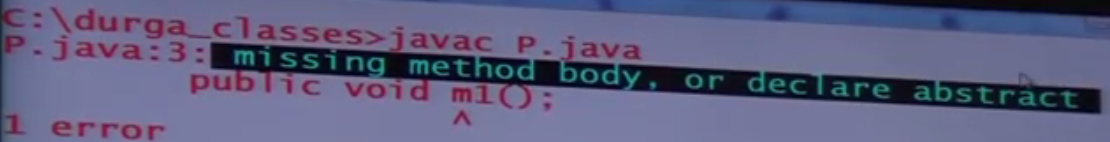 C:\durga_classes>javac P.java
P.java:3: missing method body, or declare abstract
public void m1();
^
1 error